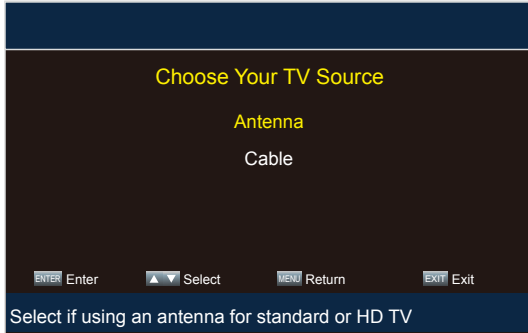 Choose Your TV Source
Antenna
Cable
ENTER Enter ▲ ▼ Select MENU Return EXIT Exit
Select if using an antenna for standard or HD TV